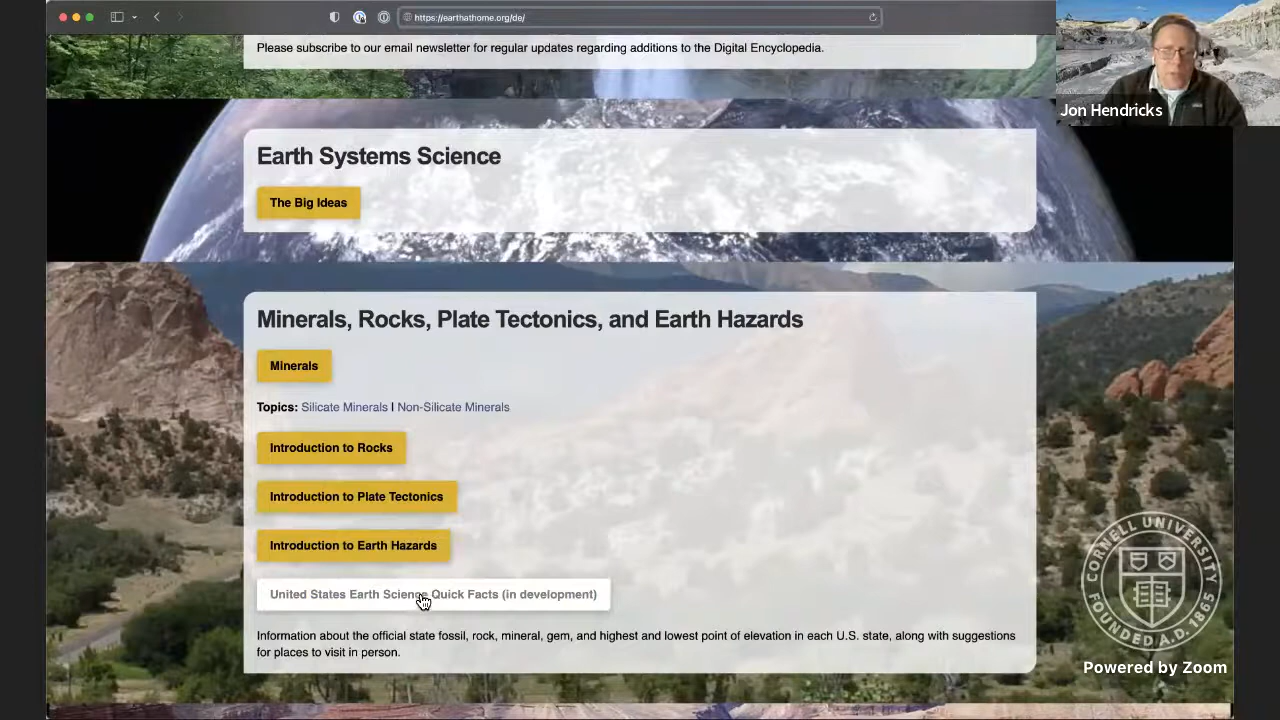 https://earthathome.org/de/
Please subscribe to our email newsletter for regular updates regarding additions to the Digital Encyclopedia.
Jon Hendricks
Earth Systems Science
The Big Ideas
Minerals, Rocks, Plate Tectonics, and Earth Hazards
Minerals
Topics: Silicate Minerals | Non-Silicate Minerals
Introduction to Rocks
Introduction to Plate Tectonics
Introduction to Earth Hazards
United States Earth Science Quick Facts (in development)
Information about the official state fossil, rock, mineral, gem, and highest and lowest point of elevation in each U.S. state, along with suggestions
for places to visit in person.
CORNELL UNIVERSITY
FOUNDED A.D. 1865
Powered by Zoom